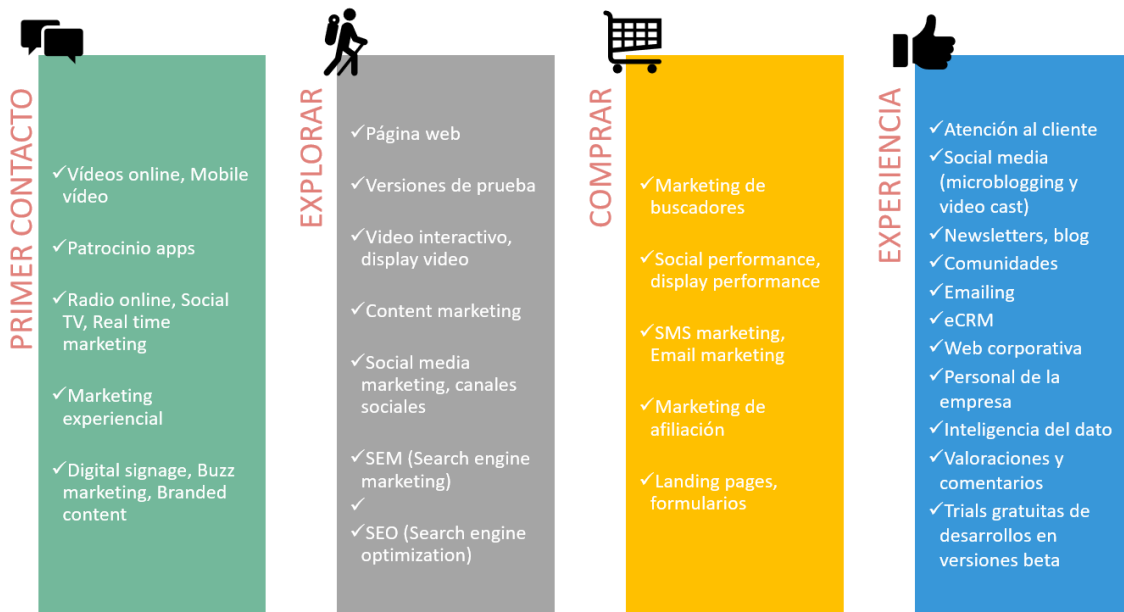 PRIMER CONTACTO
✓Vídeos online, Mobile
vídeo
✓Patrocinio apps
✓Radio online, Social
TV, Real time
marketing
✓Marketing
experiencial
✓Digital signage, Buzz
marketing, Branded
content
EXPLORAR
✓Página web
✓Versiones de prueba
✓Video interactivo,
display video
✓Content marketing
✓Social media
marketing, canales
sociales
✓SEM (Search engine
marketing)
✓
✓SEO (Search engine
optimization)
COMPRAR
✓Marketing de
buscadores
✓Social performance,
display performance
✓SMS marketing,
Email marketing
✓Marketing de
afiliación
✓Landing pages,
formularios
EXPERIENCIA
✓Atención al cliente
✓Social media
(microblogging y
video cast)
✓Newsletters, blog
✓Comunidades
✓Emailing
✓eCRM
✓Web corporativa
✓Personal de la
empresa
✓Inteligencia del dato
✓Valoraciones y
comentarios
✓Trials gratuitas de
desarrollos en
versiones beta